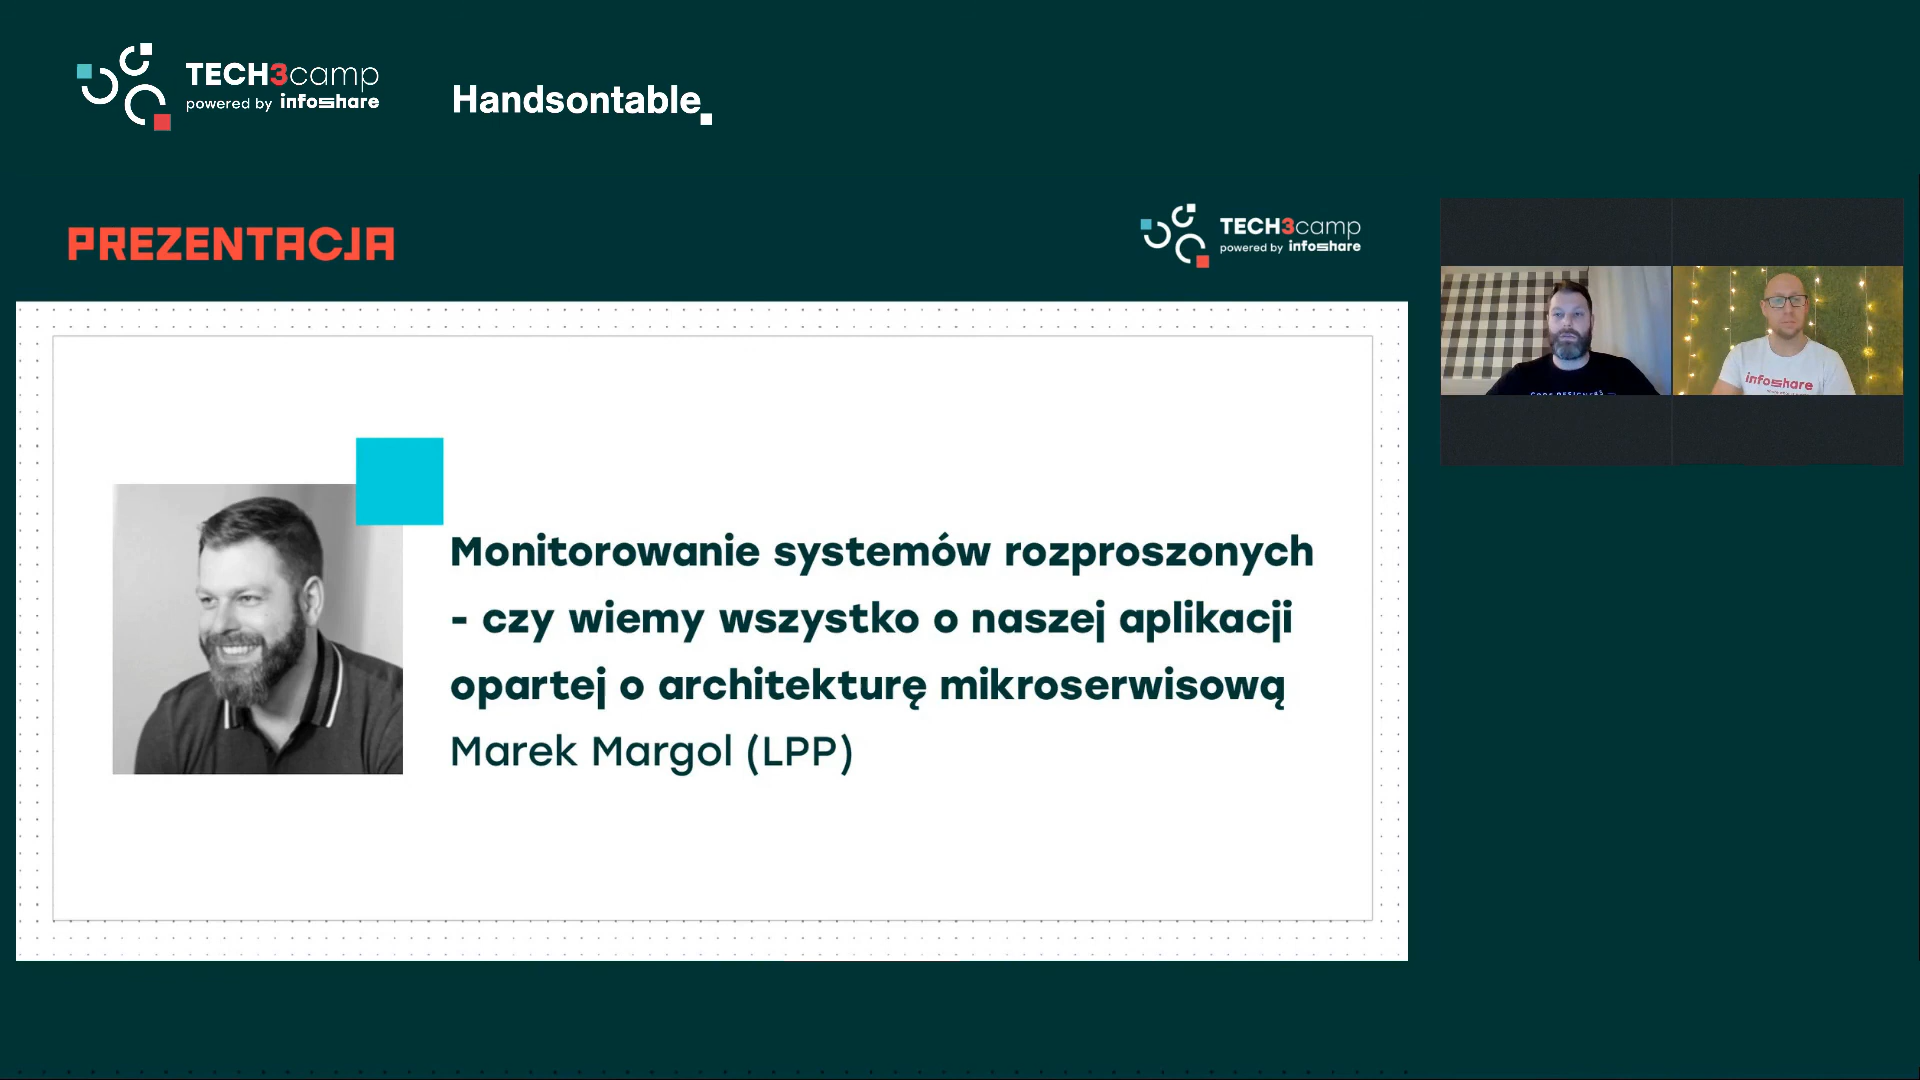 TECH3camp
powered by infoshare
Handsontable
PREZENTACJA
TECH3camp
powered by infoshare
Monitorowanie systemów rozproszonych
- czy wiemy wszystko o naszej aplikacji
opartej o architekturę mikroserwisową
Marek Margol (LPP)
infoshare